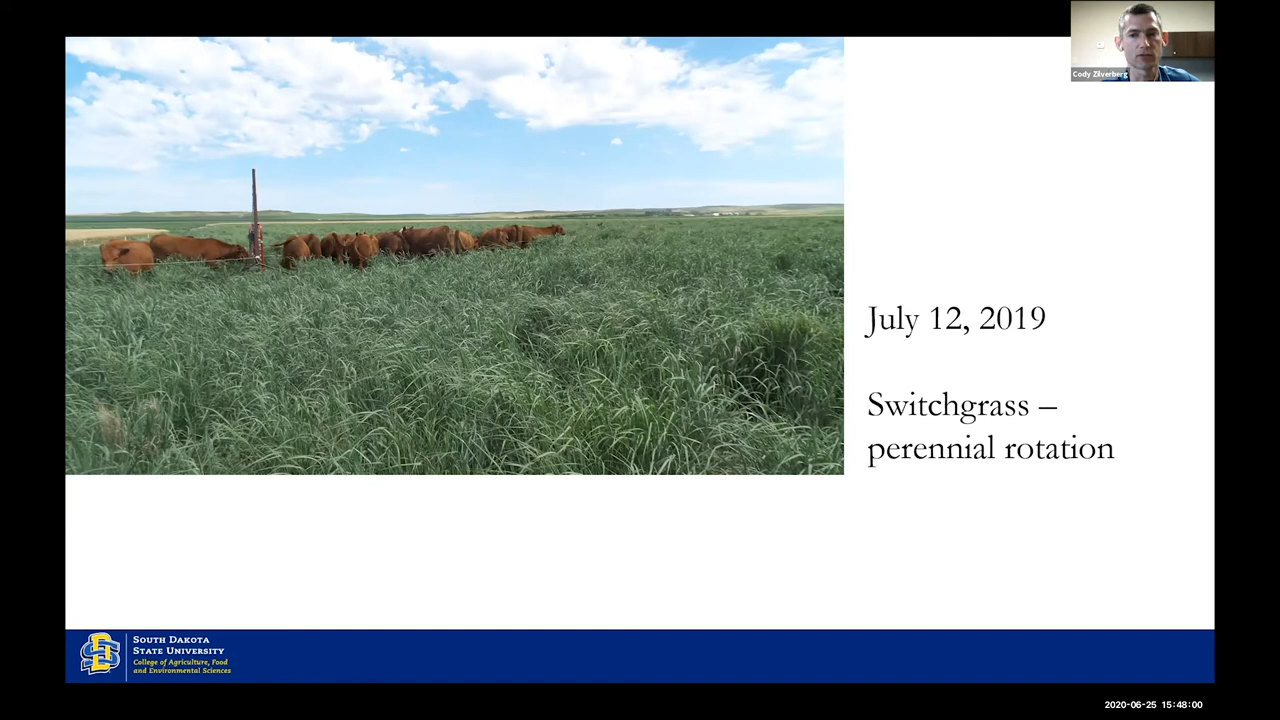 Cody Zilverberg
July 12, 2019
Switchgrass –
perennial rotation
South Dakota
State University
College of Agriculture, Food
and Environmental Sciences
2020-06-25 15:48:00